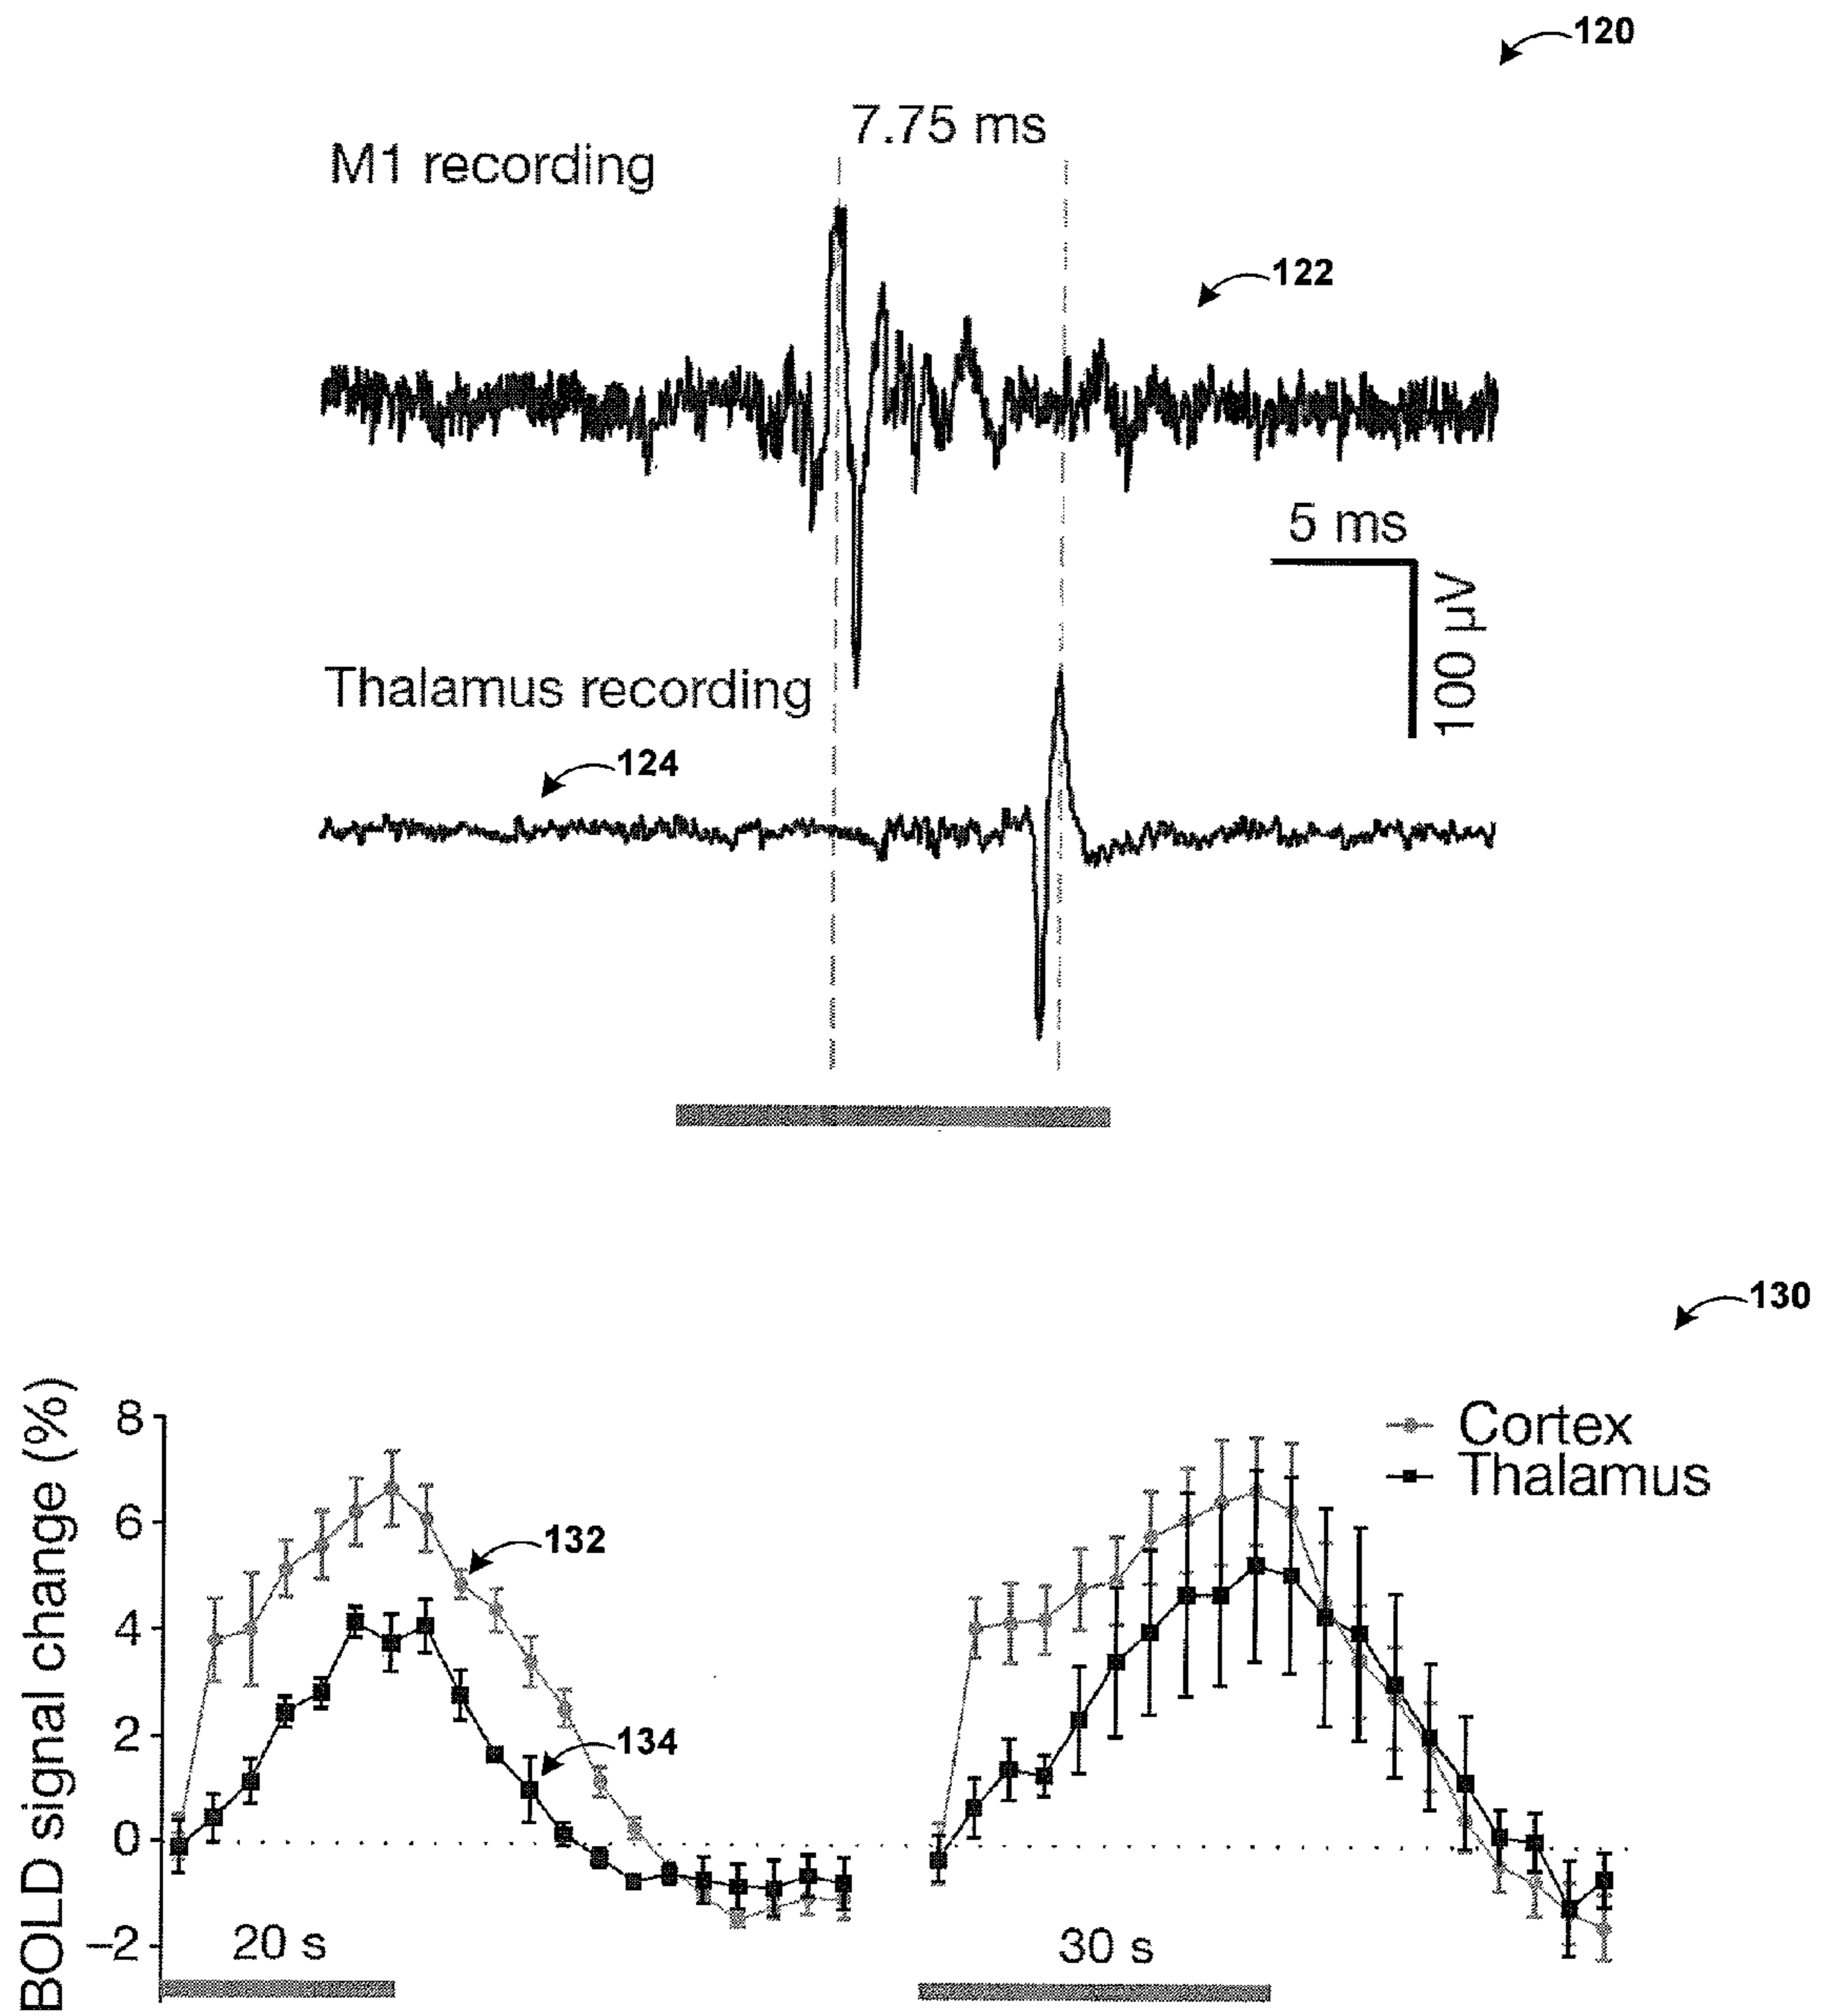 120
7.75 ms
M1 recording
122
5 ms
100 µV
Thalamus recording
124
130
BOLD signal change (%)
8
6
4
2
0
−2
Cortex
Thalamus
132
134
20 s
30 s